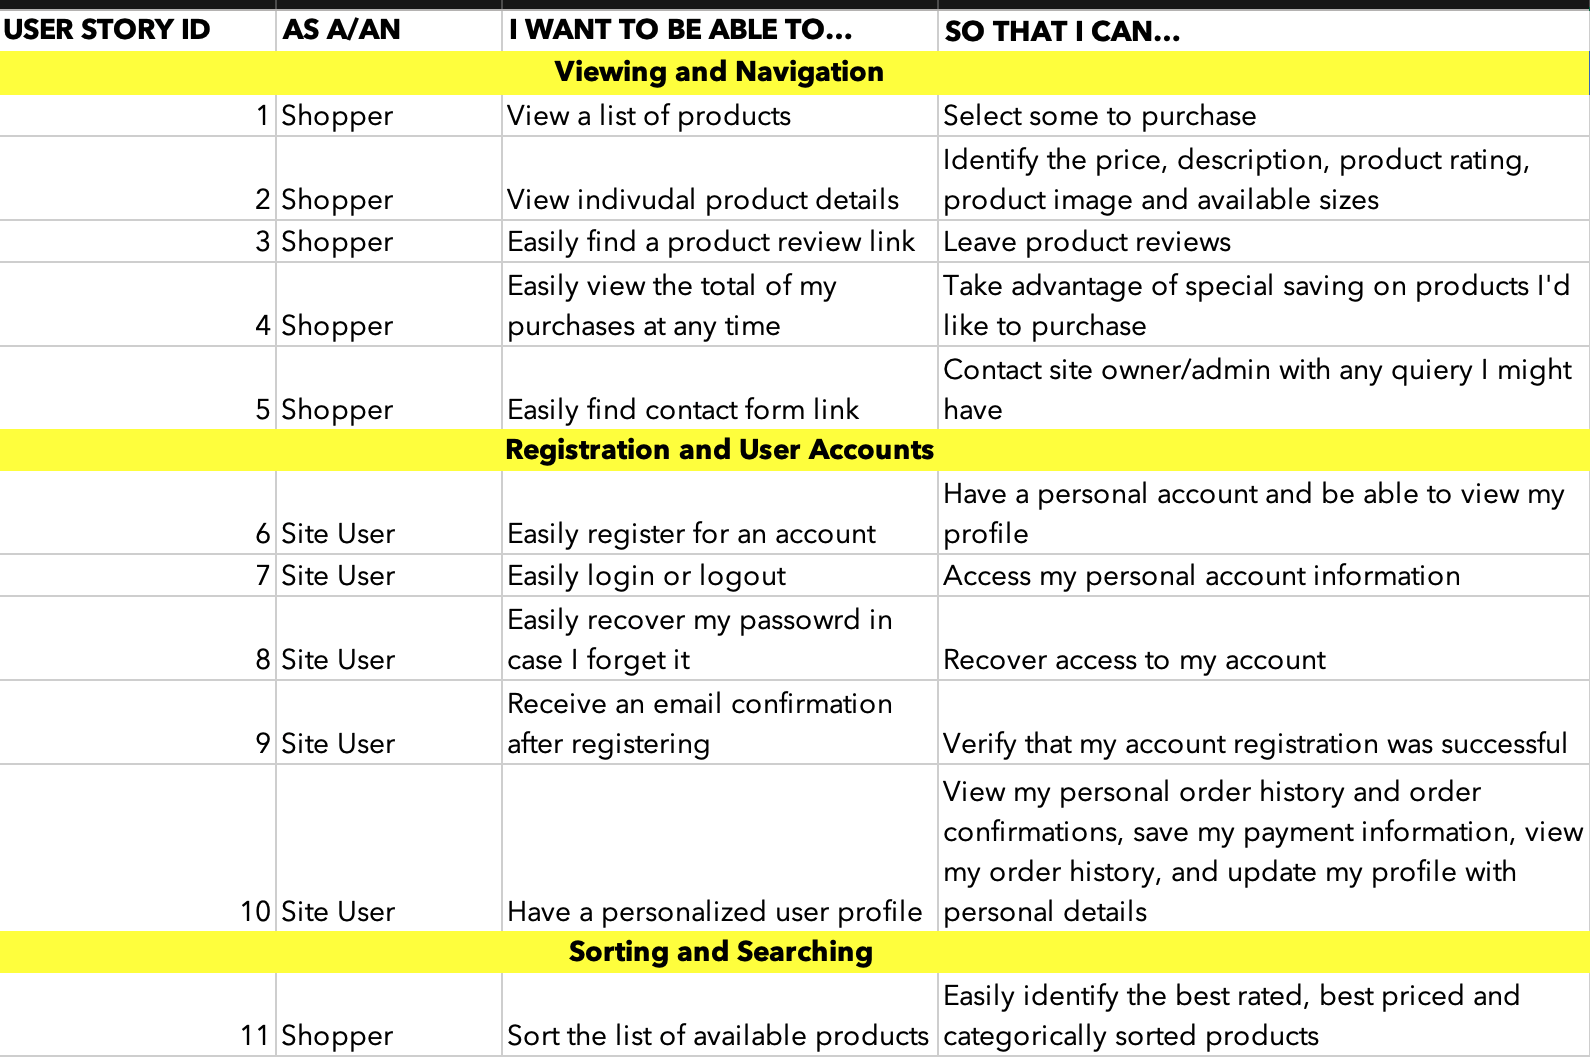 USER STORY ID AS A/AN I WANT TO BE ABLE TO... SO THAT I CAN...
Viewing and Navigation
1 Shopper View a list of products Select some to purchase
Identify the price, description, product rating,
2 Shopper View indivudal product details product image and available sizes
3 Shopper Easily find a product review link Leave product reviews
Easily view the total of my Take advantage of special saving on products I'd
4 Shopper purchases at any time like to purchase
Contact site owner/admin with any quiery I might
5 Shopper Easily find contact form link have
Registration and User Accounts
Have a personal account and be able to view my
6 Site User Easily register for an account profile
7 Site User Easily login or logout Access my personal account information
Easily recover my passowrd in
8 Site User case I forget it Recover access to my account
Receive an email confirmation
9 Site User after registering Verify that my account registration was successful
View my personal order history and order
confirmations, save my payment information, view
my order history, and update my profile with
10 Site User Have a personalized user profile personal details
Sorting and Searching
Easily identify the best rated, best priced and
11 Shopper Sort the list of available products categorically sorted products